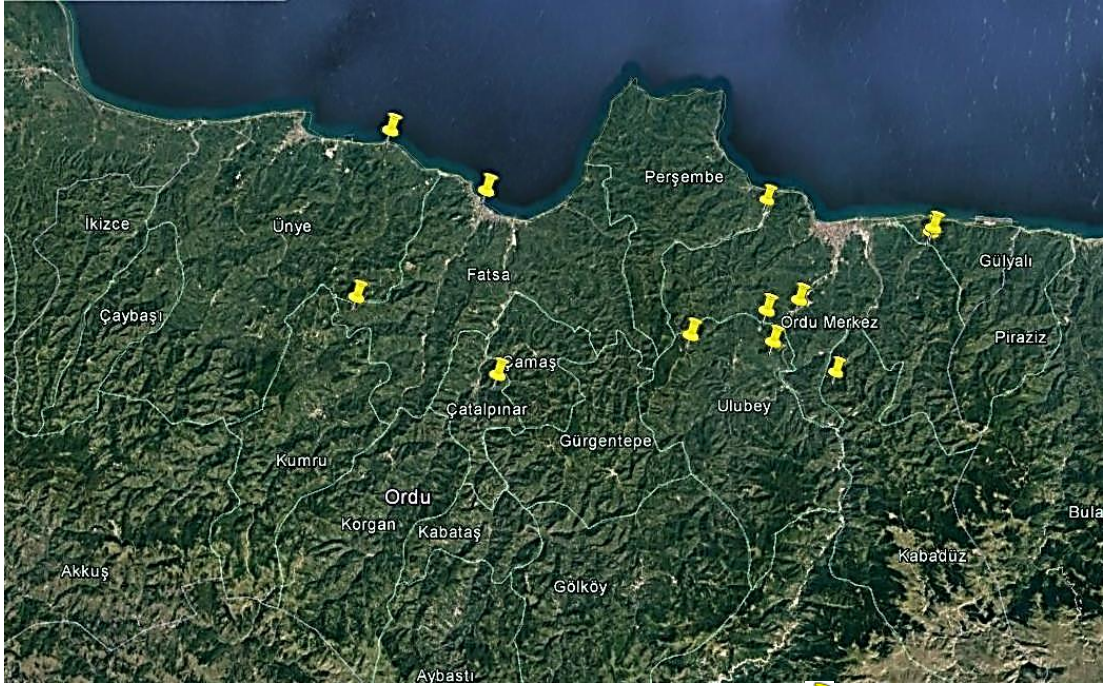 Perşembe
İkizce
Ünye
Fatsa
Gülyalı
Çaybaşı
Ordu Merkez
Piraziz
Çamaşı
Çatalpınar
Ulubey
Gürgentepe
Kumru
Ordu
Korgan
Kabataş
Bula
Kabadüz
Akkuş
Gölköy
Aybastı